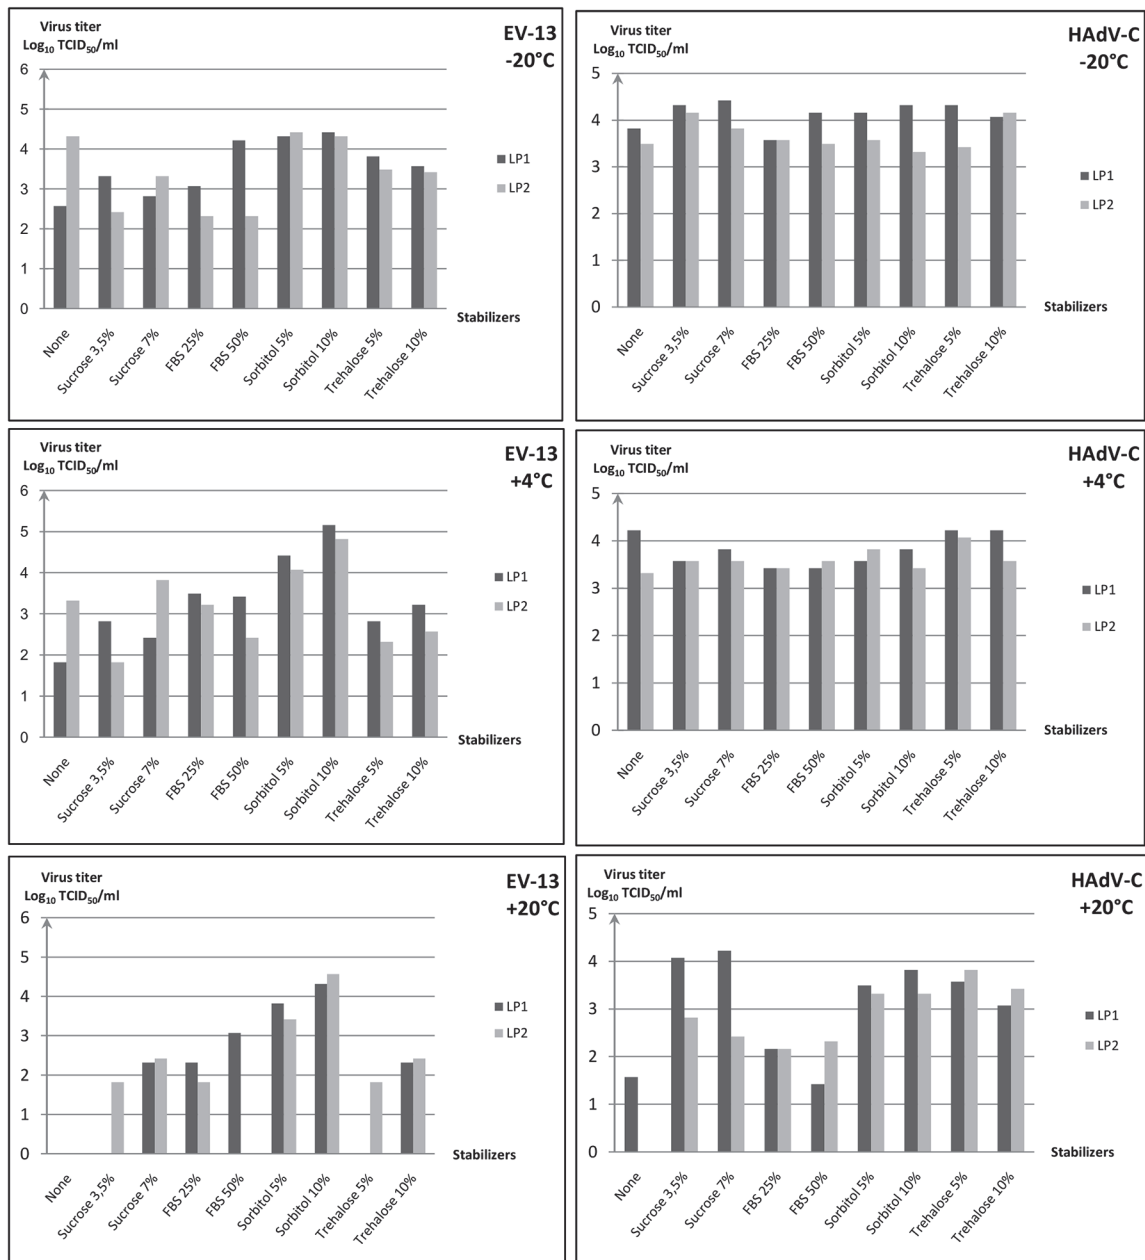 Virus titer
Log₁₀ TCID₅₀/ml
EV-13
-20°C
6
5
4
3
2
1
0
LP1
LP2
Stabilizers
None
Sucrose 3,5%
Sucrose 7%
FBS 25%
FBS 50%
Sorbitol 5%
Sorbitol 10%
Trehalose 5%
Trehalose 10%
Virus titer
Log₁₀ TCID₅₀/ml
HAdV-C
-20°C
5
4
3
2
1
0
LP1
LP2
Stabilizers
None
Sucrose 3,5%
Sucrose 7%
FBS 25%
FBS 50%
Sorbitol 5%
Sorbitol 10%
Trehalose 5%
Trehalose 10%
Virus titer
Log₁₀ TCID₅₀/ml
EV-13
+4°C
6
5
4
3
2
1
0
LP1
LP2
Stabilizers
None
Sucrose 3,5%
Sucrose 7%
FBS 25%
FBS 50%
Sorbitol 5%
Sorbitol 10%
Trehalose 5%
Trehalose 10%
Virus titer
Log₁₀ TCID₅₀/ml
HAdV-C
+4°C
5
4
3
2
1
0
LP1
LP2
Stabilizers
None
Sucrose 3,5%
Sucrose 7%
FBS 25%
FBS 50%
Sorbitol 5%
Sorbitol 10%
Trehalose 5%
Trehalose 10%
Virus titer
Log₁₀ TCID₅₀/ml
EV-13
+20°C
6
5
4
3
2
1
0
LP1
LP2
Stabilizers
None
Sucrose 3,5%
Sucrose 7%
FBS 25%
FBS 50%
Sorbitol 5%
Sorbitol 10%
Trehalose 5%
Trehalose 10%
Virus titer
Log₁₀ TCID₅₀/ml
HAdV-C
+20°C
5
4
3
2
1
0
LP1
LP2
Stabilizers
None
Sucrose 3,5%
Sucrose 7%
FBS 25%
FBS 50%
Sorbitol 5%
Sorbitol 10%
Trehalose 5%
Trehalose 10%